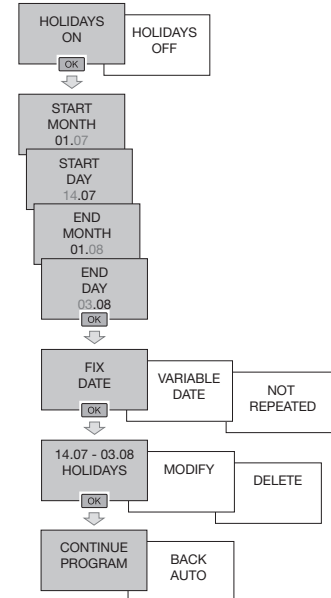 HOLIDAYS
ON
OK
HOLIDAYS
OFF
START
MONTH
01.07
START
DAY
14.07
END
MONTH
01.08
END
DAY
03.08
OK
FIX
DATE
OK
VARIABLE
DATE
NOT
REPEATED
14.07 - 03.08
HOLIDAYS
OK
MODIFY
DELETE
CONTINUE
PROGRAM
BACK
AUTO